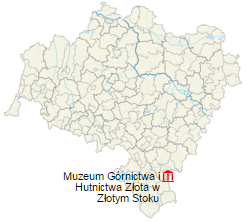 Muzeum Górnictwa i
Hutnictwa Złota w
Złotym Stoku